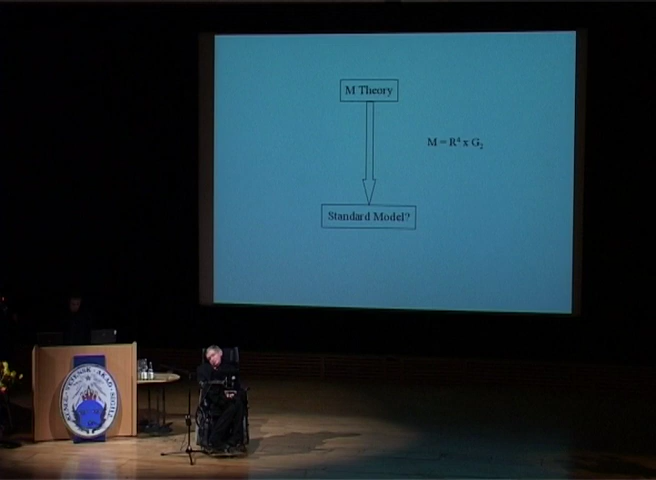 M Theory
M = R⁴ x G₂
Standard Model?